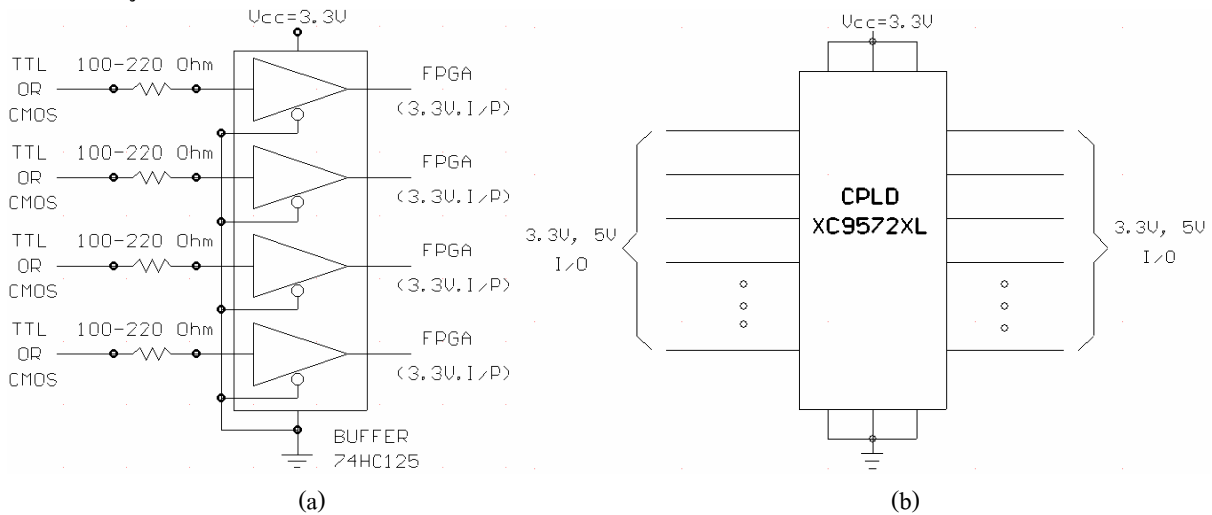 Vcc=3.3V
TTL
OR
CMOS
100-220 Ohm
FPGA
(3.3V.I/P)
TTL
OR
CMOS
100-220 Ohm
FPGA
(3.3V.I/P)
TTL
OR
CMOS
100-220 Ohm
FPGA
(3.3V.I/P)
TTL
OR
CMOS
100-220 Ohm
FPGA
(3.3V.I/P)
BUFFER
74HC125
(a)
Vcc=3.3V
3.3V, 5V
I/O
CPLD
XC9572XL
3.3V, 5V
I/O
(b)